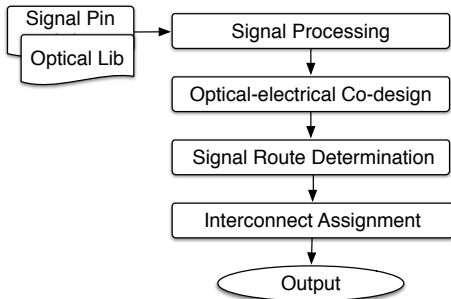 Signal Pin
Optical Lib
Signal Processing
Optical-electrical Co-design
Signal Route Determination
Interconnect Assignment
Output